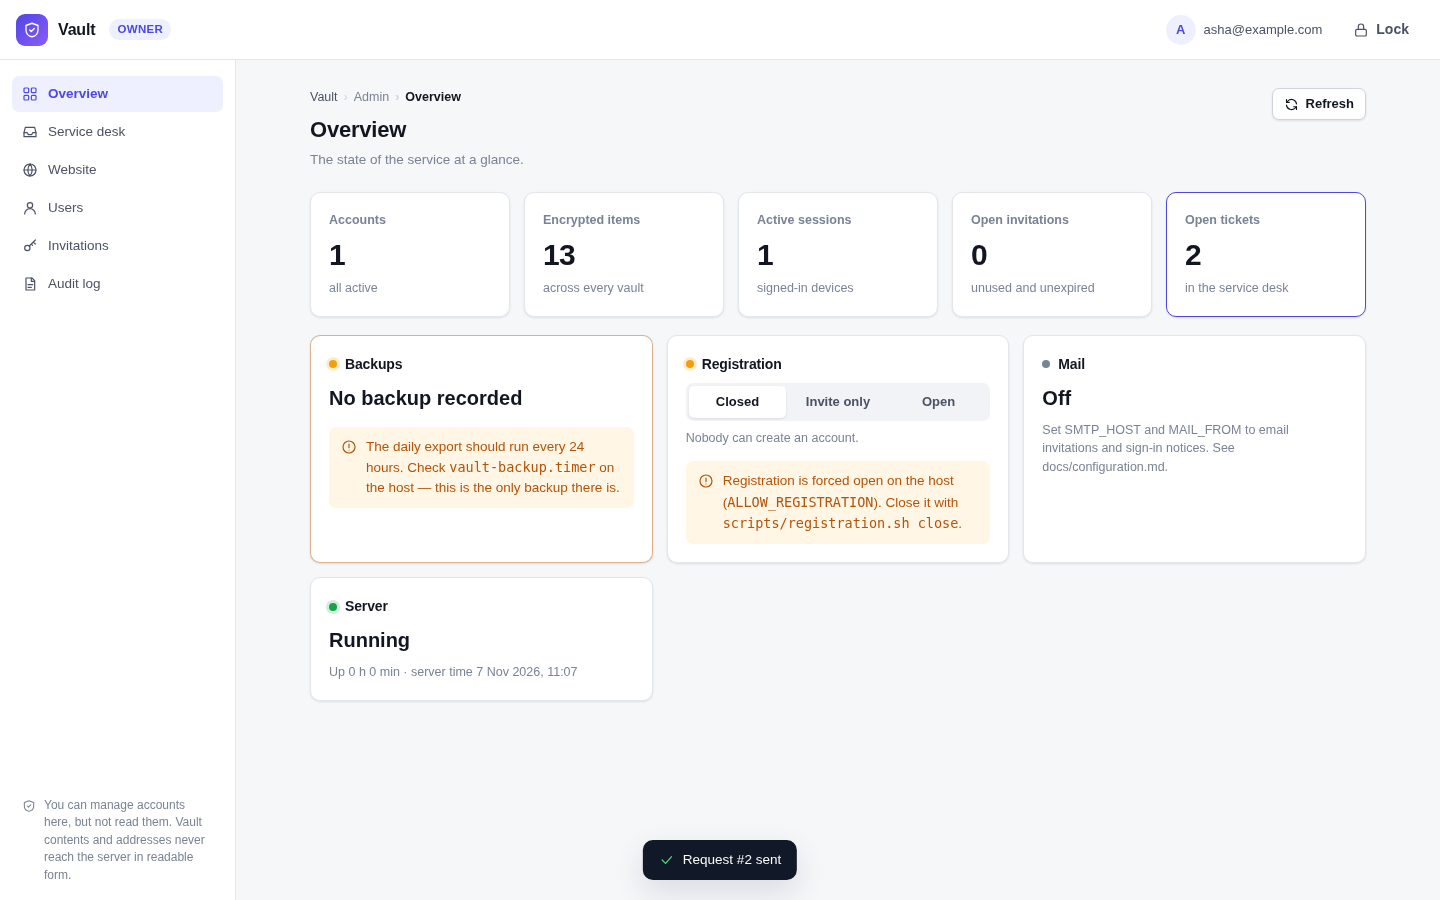 Vault OWNER
asha@example.com
A
Lock
Overview
Service desk
Website
Users
Invitations
Audit log
You can manage accounts
here, but not read them. Vault
contents and addresses never
reach the server in readable
form.
Vault › Admin › Overview
Refresh
Overview
The state of the service at a glance.
Accounts
1
all active
Encrypted items
13
across every vault
Active sessions
1
signed-in devices
Open invitations
0
unused and unexpired
Open tickets
2
in the service desk
Backups
No backup recorded
The daily export should run every 24
hours. Check vault-backup.timer on
the host — this is the only backup there is.
Registration
Closed Invite only Open
Nobody can create an account.
Registration is forced open on the host
(ALLOW_REGISTRATION). Close it with
scripts/registration.sh close.
Mail
Off
Set SMTP_HOST and MAIL_FROM to email
invitations and sign-in notices. See
docs/configuration.md.
Server
Running
Up 0 h 0 min · server time 7 Nov 2026, 11:07
Request #2 sent